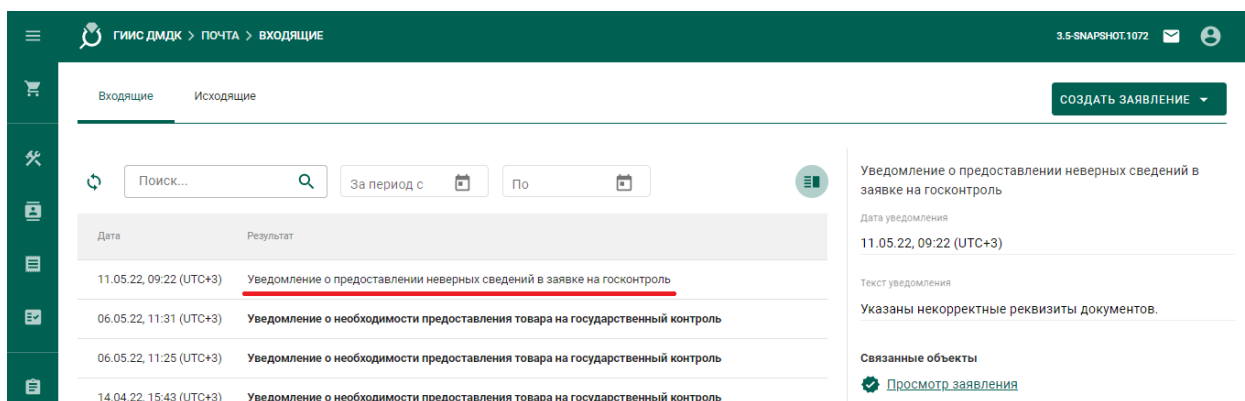 ГИИС ДМДК > ПОЧТА > ВХОДЯЩИЕ
3.5-SNAPSHOT.1072
Входящие
Исходящие
СОЗДАТЬ ЗАЯВЛЕНИЕ
Поиск...
За период с
По
Дата
Результат
11.05.22, 09:22 (UTC+3)
Уведомление о предоставлении неверных сведений в заявке на госконтроль
06.05.22, 11:31 (UTC+3)
Уведомление о необходимости предоставления товара на государственный контроль
06.05.22, 11:25 (UTC+3)
Уведомление о необходимости предоставления товара на государственный контроль
14.04.22, 15:43 (UTC+3)
Уведомление о необходимости предоставления товара на государственный контроль
Уведомление о предоставлении неверных сведений в
заявке на госконтроль
Дата уведомления
11.05.22, 09:22 (UTC+3)
Текст уведомления
Указаны некорректные реквизиты документов.
Связанные объекты
Просмотр заявления